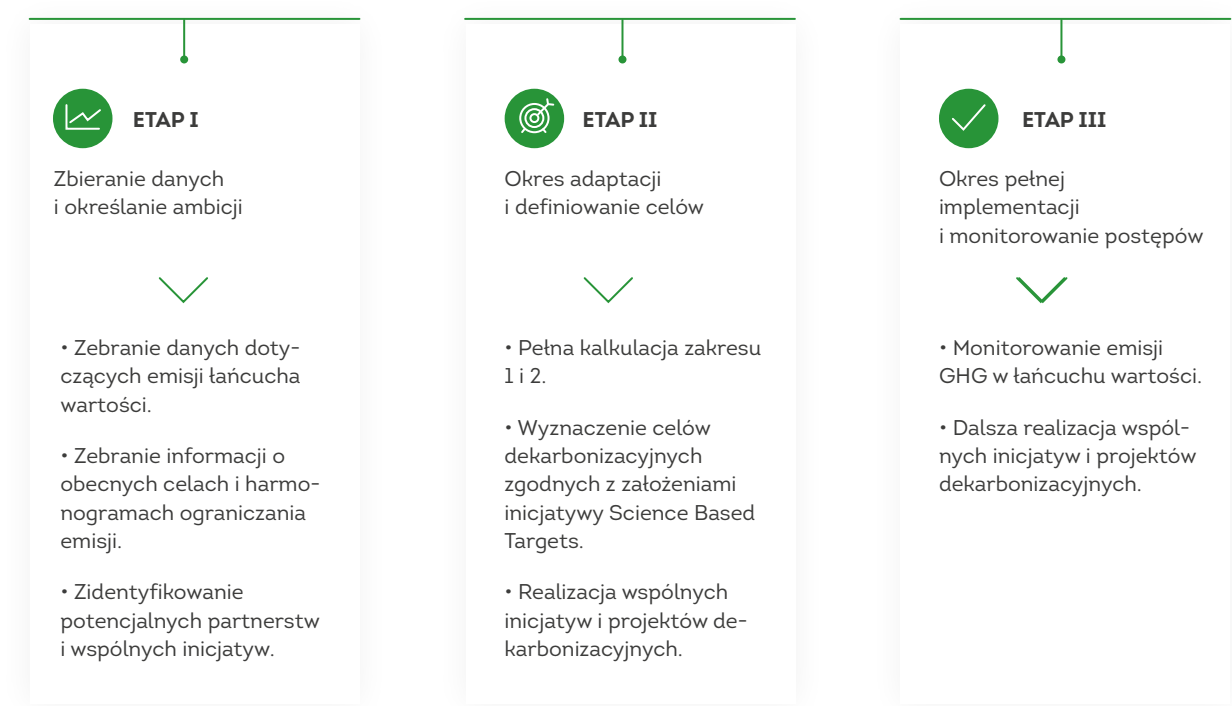 ETAP I
Zbieranie danych
i określanie ambicji
• Zebranie danych doty-
czących emisji łańcucha
wartości.
• Zebranie informacji o
obecnych celach i harmo-
nogramach ograniczania
emisji.
• Zidentyfikowanie
potencjalnych partnerstw
i wspólnych inicjatyw.
ETAP II
Okres adaptacji
i definiowanie celów
• Pełna kalkulacja zakresu
1 i 2.
• Wyznaczenie celów
dekarbonizacyjnych
zgodnych z założeniami
inicjatywy Science Based
Targets.
• Realizacja wspólnych
inicjatyw i projektów de-
karbonizacyjnych.
ETAP III
Okres pełnej
implementacji
i monitorowanie postępów
• Monitorowanie emisji
GHG w łańcuchu wartości.
• Dalsza realizacja wspól-
nych inicjatyw i projektów
dekarbonizacyjnych.